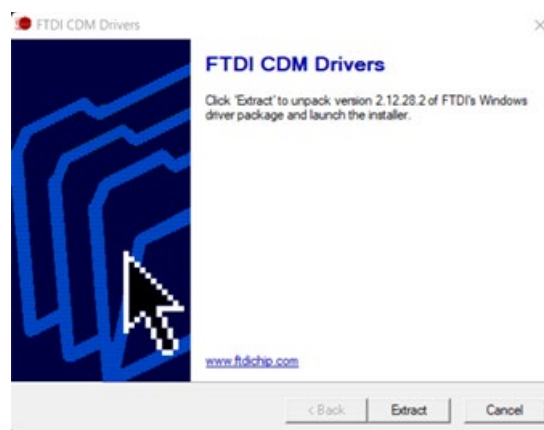 FTDI CDM Drivers
FTDI CDM Drivers
Click 'Extract' to unpack version 2.12.28.2 of FTDI's Windows
driver package and launch the installer.
www.ftdichip.com
< Back Extract Cancel